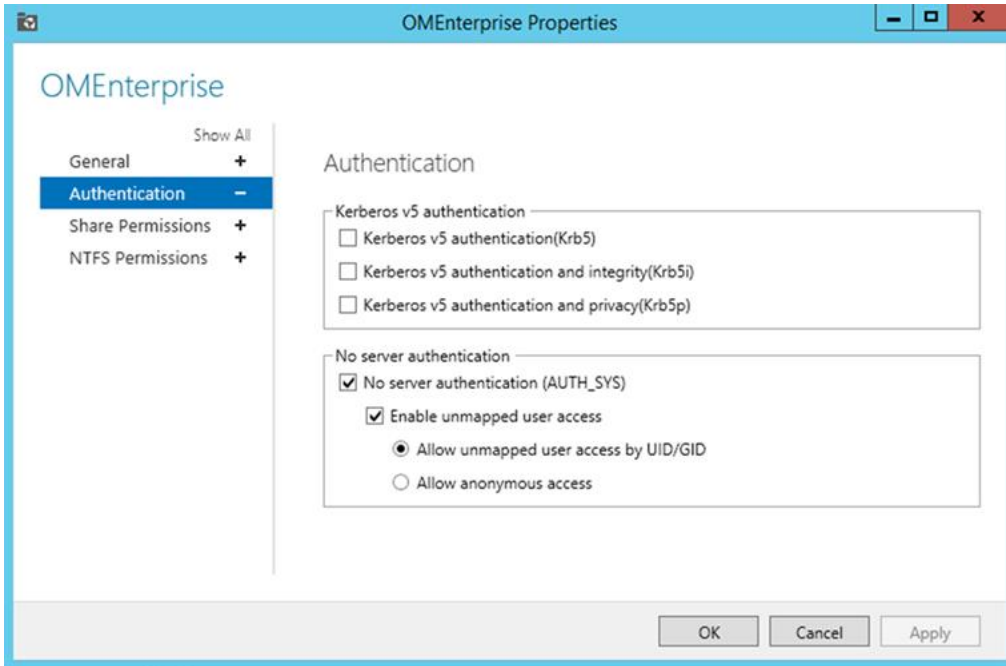 OMEnterprise Properties
OMEnterprise
Show All
General
Authentication
Share Permissions
NTFS Permissions
Authentication
Kerberos v5 authentication
Kerberos v5 authentication(Krb5)
Kerberos v5 authentication and integrity(Krb5i)
Kerberos v5 authentication and privacy(Krb5p)
No server authentication
No server authentication (AUTH_SYS)
Enable unmapped user access
Allow unmapped user access by UID/GID
Allow anonymous access
OK Cancel Apply